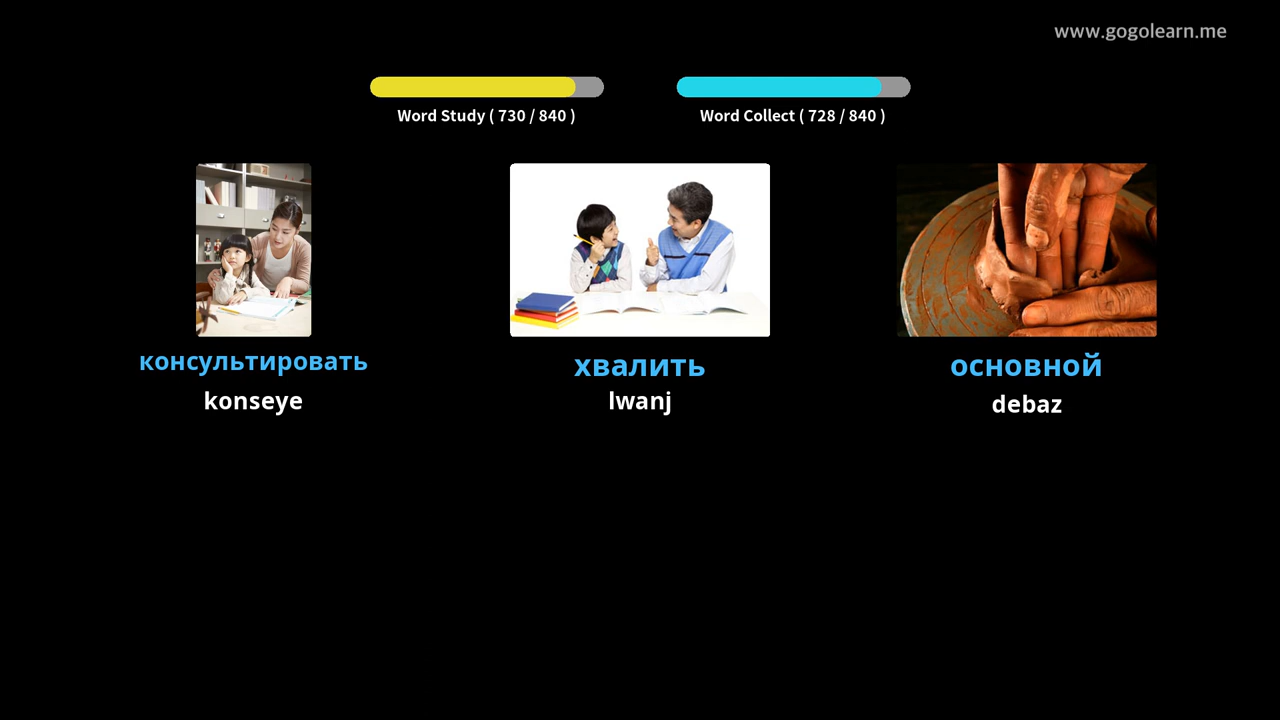 www.gogolearn.me
Word Study ( 730 / 840 )
Word Collect ( 728 / 840 )
консультировать
konseye
хвалить
lwanj
основной
debaz